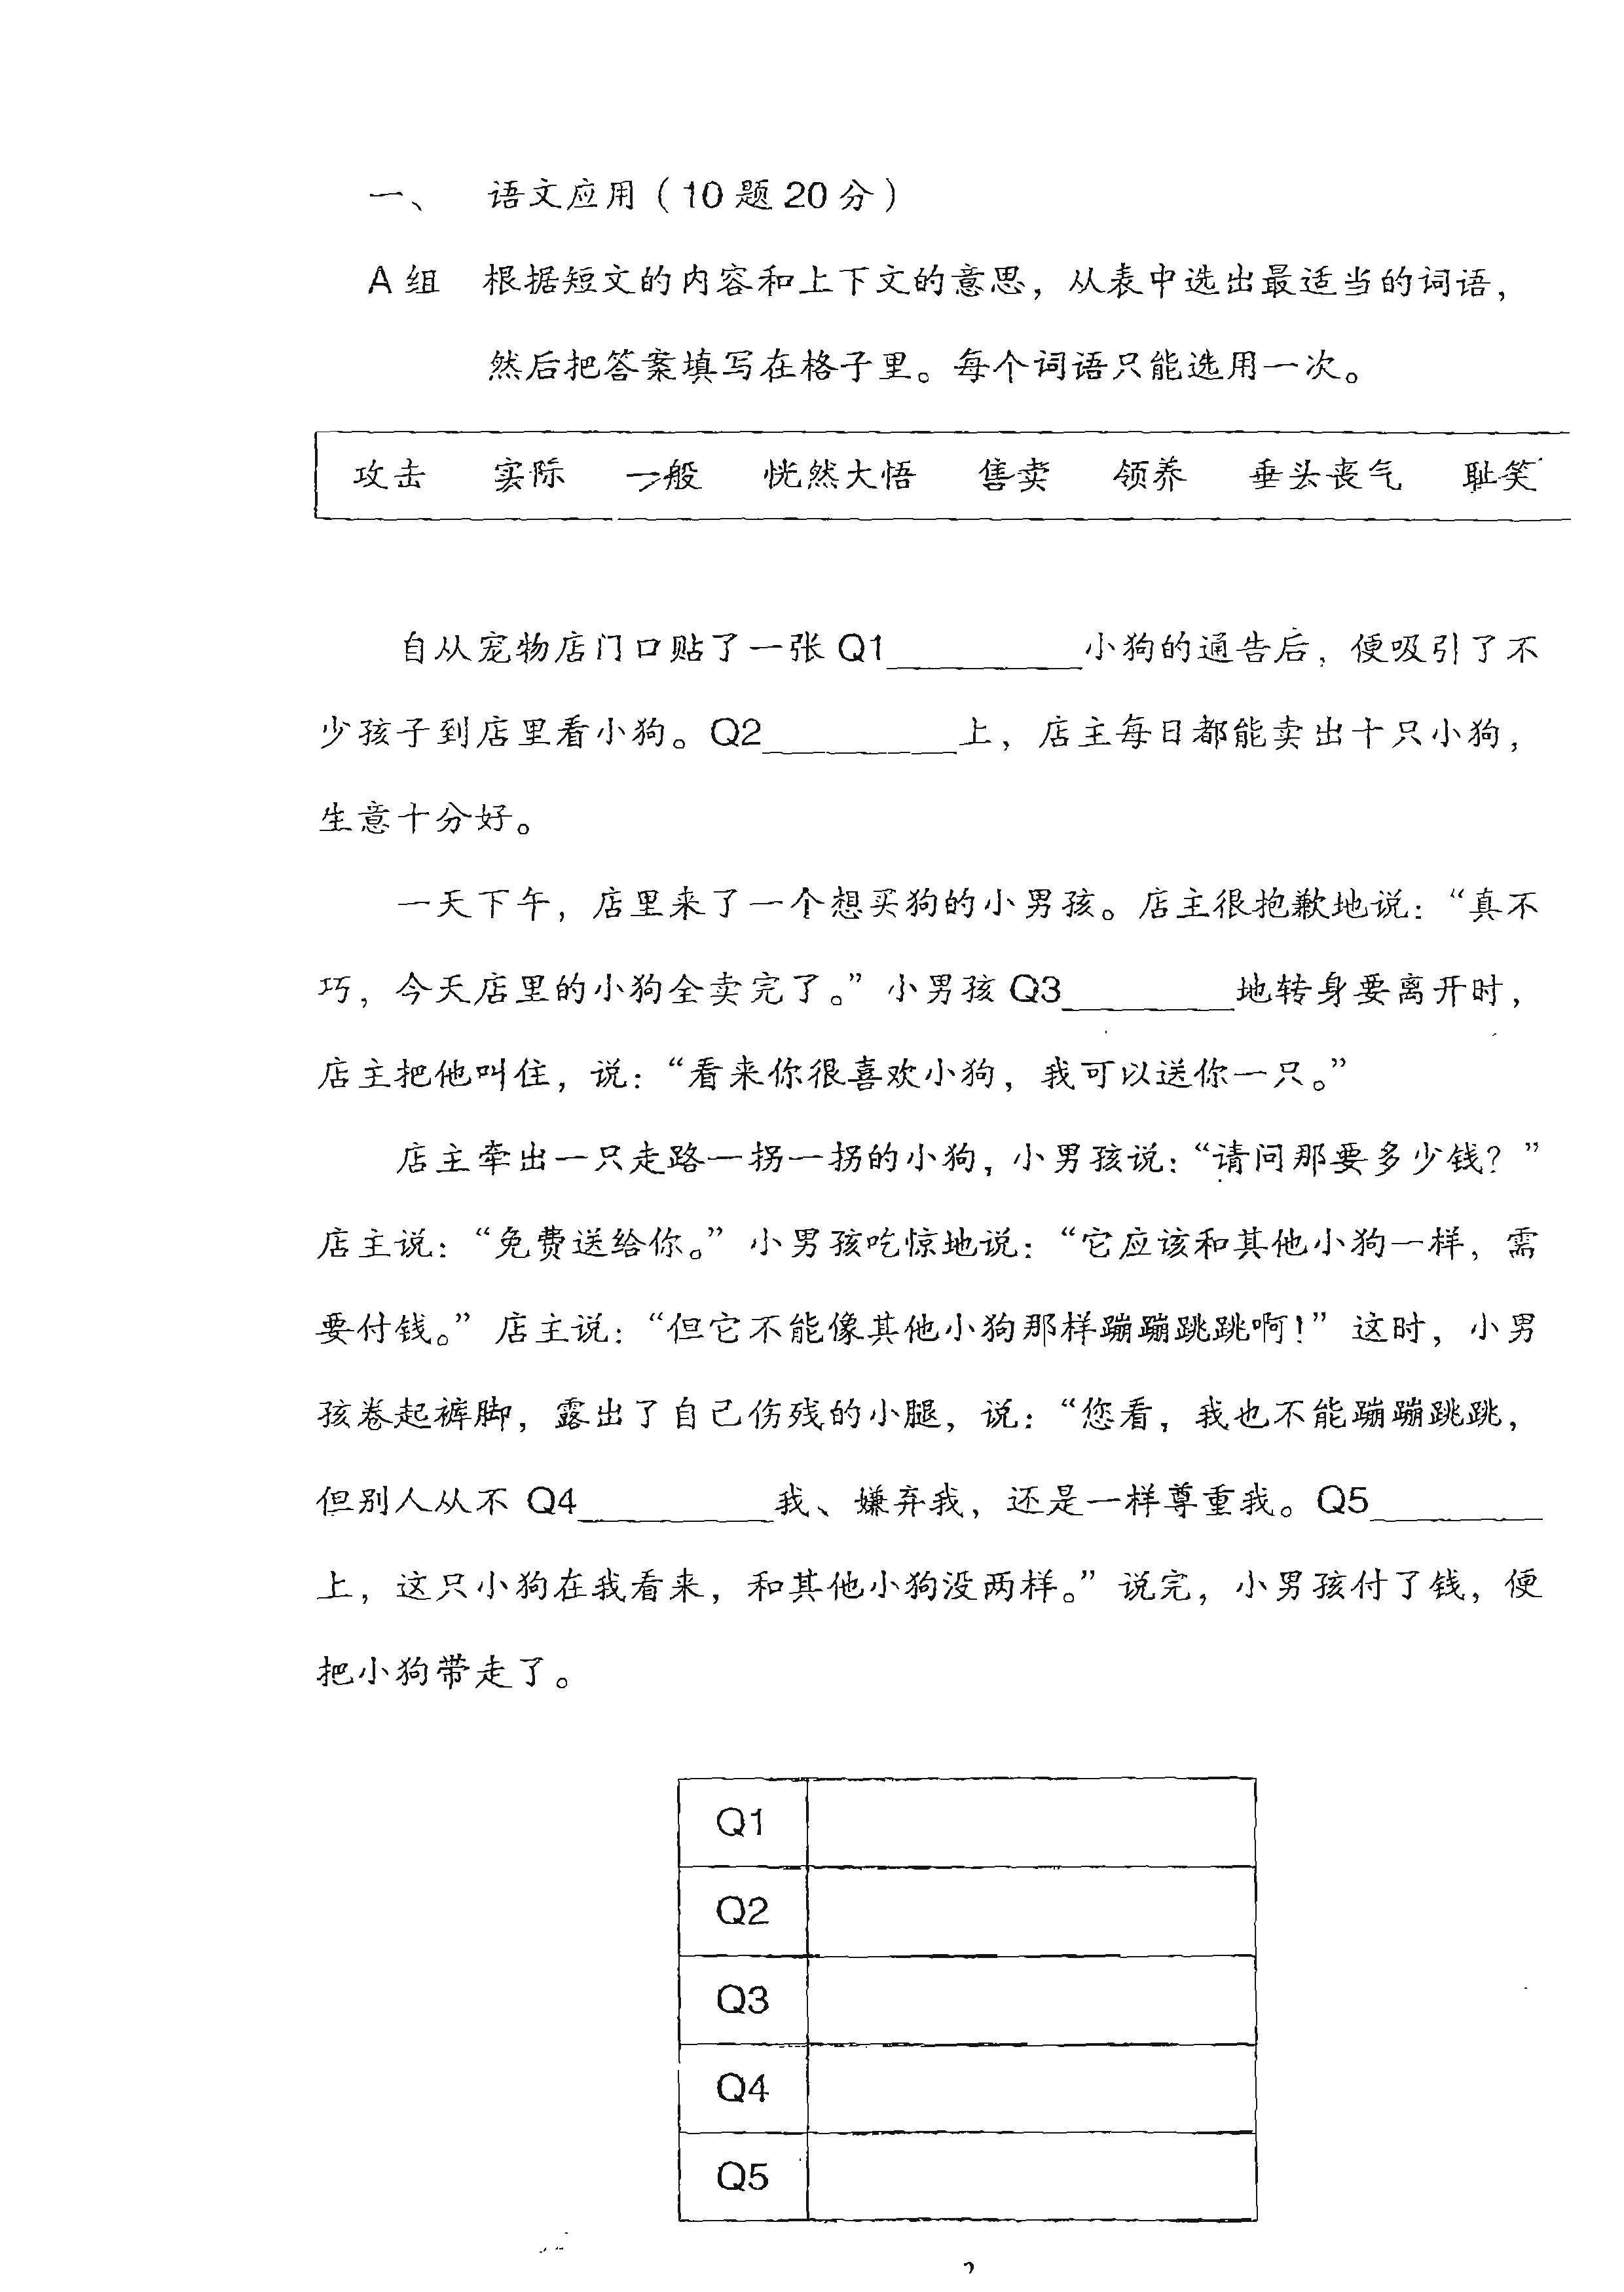 一、 语文应用（10 题 20 分）
A 组 根据短文的内容和上下文的意思，从表中选出最适当的词语，
然后把答案填写在格子里。每个词语只能选用一次。
攻击 实际 一般 恍然大悟 售卖 领养 垂头丧气 耻笑
自从宠物店门口贴了一张 Q1__________小狗的通告后，便吸引了不
少孩子到店里看小狗。Q2__________上，店主每日都能卖出十只小狗，
生意十分好。
一天下午，店里来了一个想买狗的小男孩。店主很抱歉地说：“真不
巧，今天店里的小狗全卖完了。”小男孩 Q3_________地转身要离开时，
店主把他叫住，说：“看来你很喜欢小狗，我可以送你一只。”
店主牵出一只走路一拐一拐的小狗，小男孩说：“请问那要多少钱？”
店主说：“免费送给你。”小男孩吃惊地说：“它应该和其他小狗一样，需
要付钱。”店主说：“但它不能像其他小狗那样蹦蹦跳跳啊！”这时，小男
孩卷起裤脚，露出了自己伤残的小腿，说：“您看，我也不能蹦蹦跳跳，
但别人从不 Q4__________我、嫌弃我，还是一样尊重我。Q5_________
上，这只小狗在我看来，和其他小狗没两样。”说完，小男孩付了钱，便
把小狗带走了。
Q1
Q2
Q3
Q4
Q5